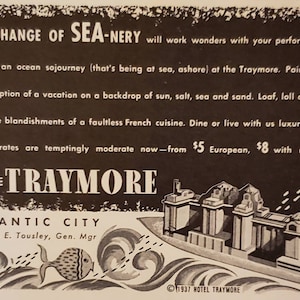 CHANGE OF SEA-NERY will work wonders with your perfor
an ocean sojourney (that's being at sea, ashore) at the Traymore. Pai
ption of a vacation on a backdrop of sun, salt, sea and sand. Loaf, loll o
e blandishments of a faultless French cuisine. Dine or live with us luxur
rates are temptingly moderate now—from $5 European, $8 with
E TRAYMORE
ANTIC CITY
E. Tousley, Gen. Mgr
© 1937 HOTEL TRAYMORE